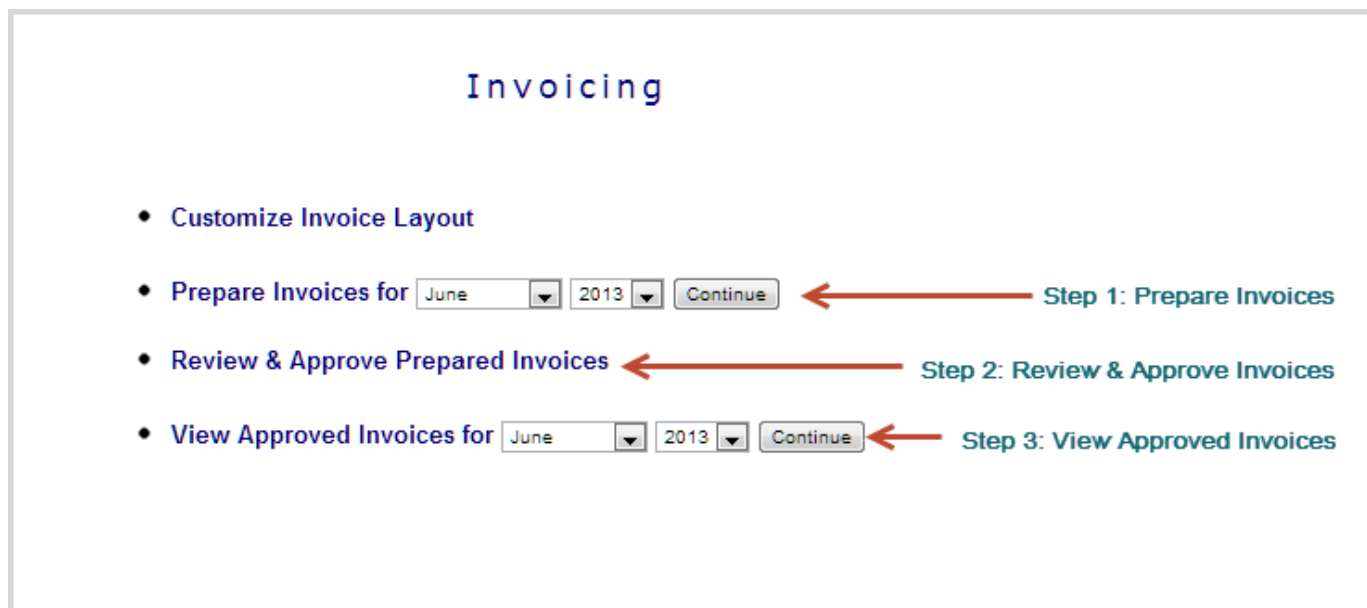 Invoicing
Customize Invoice Layout
Prepare Invoices for June 2013 Continue Step 1: Prepare Invoices
Review & Approve Prepared Invoices Step 2: Review & Approve Invoices
View Approved Invoices for June 2013 Continue Step 3: View Approved Invoices